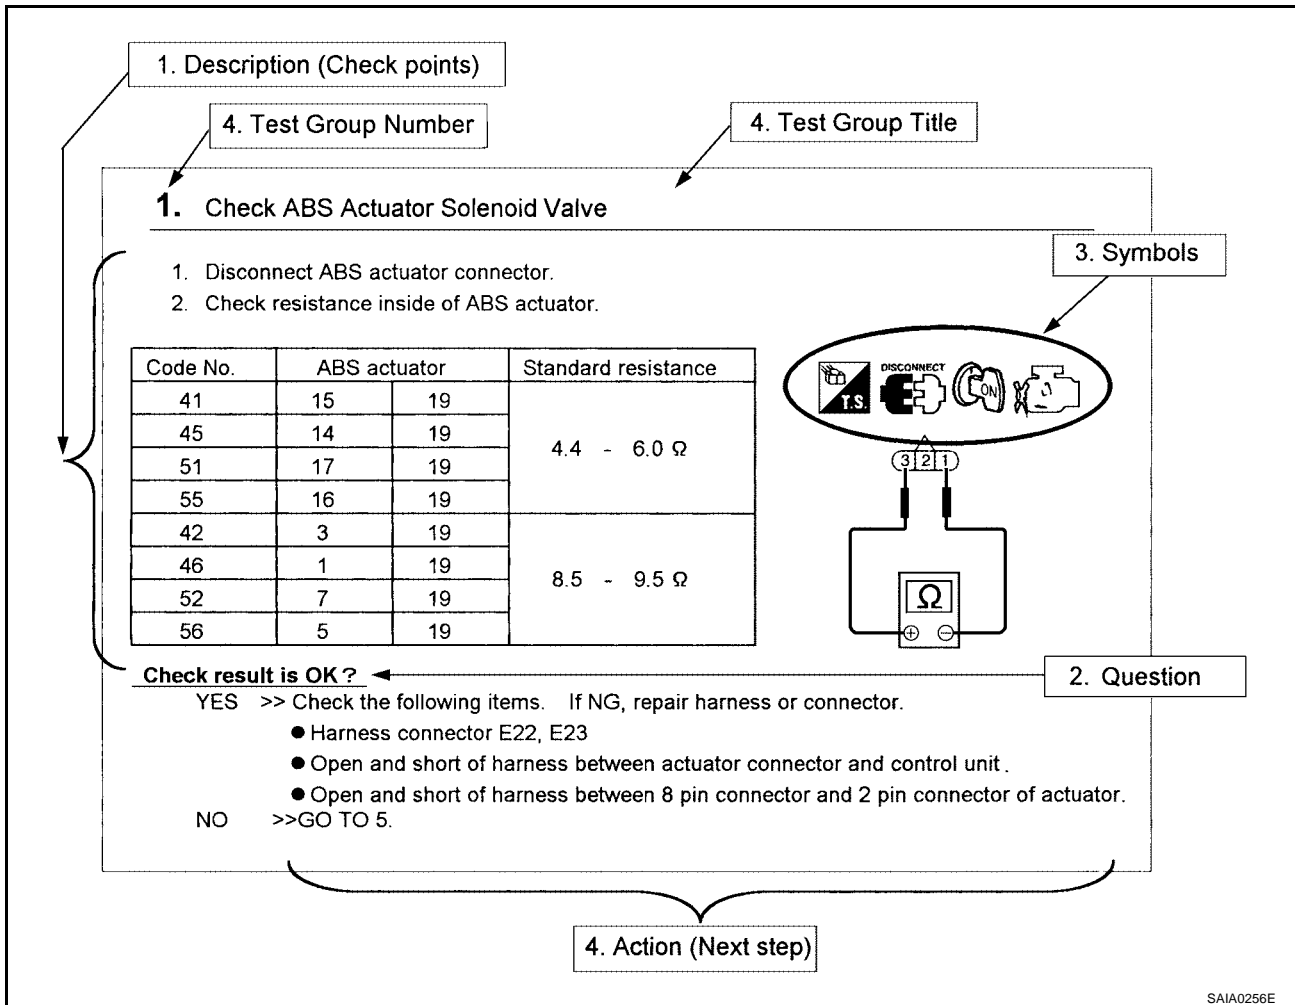 1. Description (Check points)
4. Test Group Number
4. Test Group Title
1. Check ABS Actuator Solenoid Valve
3. Symbols
1. Disconnect ABS actuator connector.
2. Check resistance inside of ABS actuator.
Code No. ABS actuator Standard resistance
41 15 19
45 14 19
4.4 - 6.0 Ω
51 17 19
55 16 19
42 3 19
46 1 19
8.5 - 9.5 Ω
52 7 19
56 5 19
DISCONNECT
T.S.
ON
3 2 1
Ω
+ −
Check result is OK?
2. Question
YES >> Check the following items. If NG, repair harness or connector.
● Harness connector E22, E23
● Open and short of harness between actuator connector and control unit.
● Open and short of harness between 8 pin connector and 2 pin connector of actuator.
NO >>GO TO 5.
4. Action (Next step)
SAIA0256E